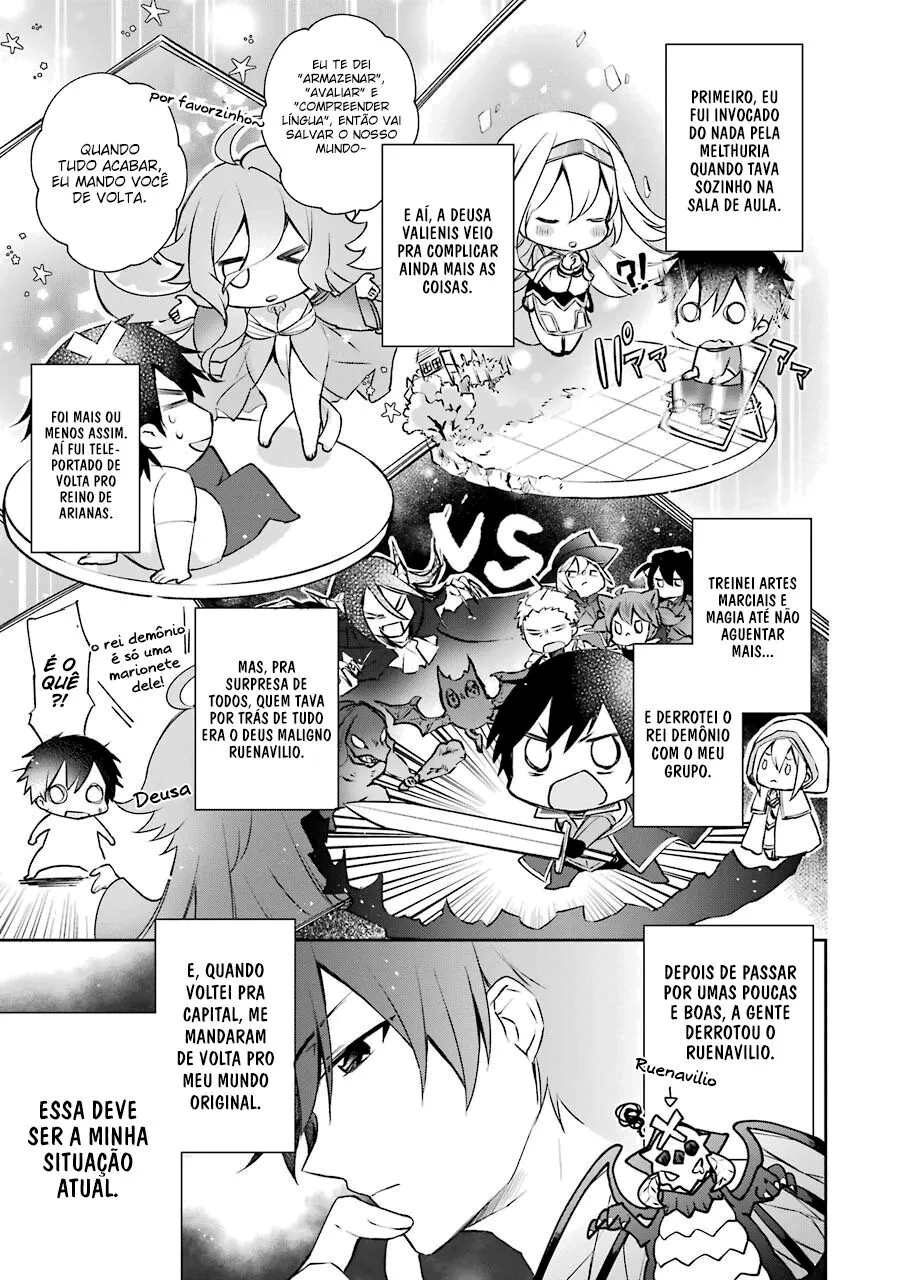 PRIMEIRO, EU
FUI INVOCADO
DO NADA PELA
MELTHURIA
QUANDO TAVA
SOZINHO NA
SALA DE AULA.
?!
パァァ
アァ
E AÍ, A DEUSA
VALIENIS VEIO
PRA COMPLICAR
AINDA MAIS AS
COISAS.
EU TE DEI
"ARMAZENAR",
"AVALIAR" E
"COMPREENDER
LÍNGUA", ENTÃO VAI
SALVAR O NOSSO
MUNDO~
por favorzinho~
QUANDO
TUDO ACABAR,
EU MANDO VOCÊ
DE VOLTA.
FOI MAIS OU
MENOS ASSIM.
AÍ FUI TELE-
PORTADO DE
VOLTA PRO
REINO DE
ARIANAS.
TREINEI ARTES
MARCIAIS E
MAGIA ATÉ NÃO
AGUENTAR
MAIS...
VS
E DERROTEI O
REI DEMÔNIO
COM O MEU
GRUPO.
MAS, PRA
SURPRESA DE
TODOS, QUEM TAVA
POR TRÁS DE TUDO
ERA O DEUS MALIGNO
RUENAVILIO
o rei demônio
é só uma
marionete
dele!
É O
QUÊ?!
Deusa
DEPOIS DE PASSAR
POR UMAS POUCAS
E BOAS, A GENTE
DERROTOU O
RUENAVILIO.
Ruenavilio
E, QUANDO
VOLTEI PRA
CAPITAL, ME
MANDARAM
DE VOLTA PRO
MEU MUNDO
ORIGINAL.
ESSA DEVE
SER A MINHA
SITUAÇÃO
ATUAL.